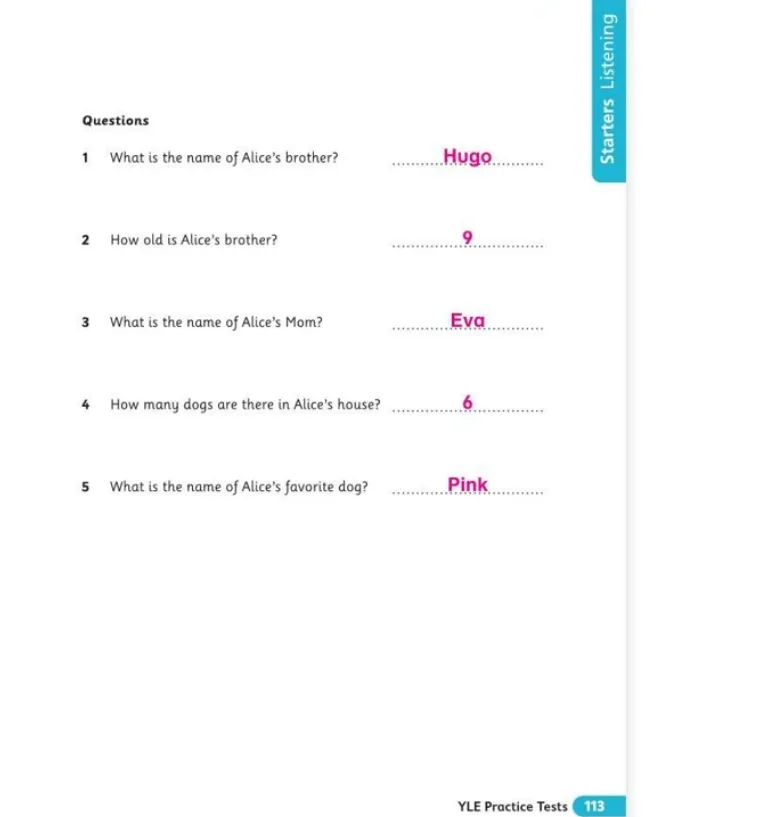 Starters Listening
Questions
1 What is the name of Alice's brother? Hugo
2 How old is Alice's brother? 9
3 What is the name of Alice's Mom? Eva
4 How many dogs are there in Alice's house? 6
5 What is the name of Alice's favorite dog? Pink
YLE Practice Tests 113